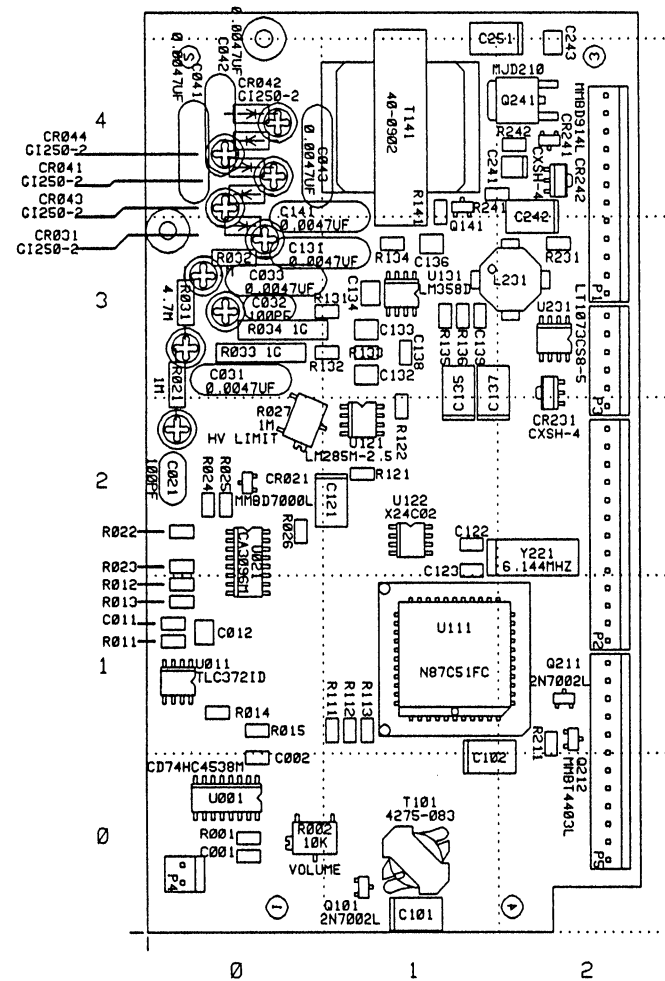 0.0047UF
C251
C243
3
S
C042
C041
0.0047UF
MJD210
Q241
MMBD914L
CR042
GI250-2
T141
40-0902
4
CR044
GI250-2
R242
CR241
C043
0.0047UF
C241
CXSH-4
CR242
CR041
GI250-2
CR043
GI250-2
C141
0.0047UF
R141
Q141
R241
C242
CR031
GI250-2
C131
0.0047UF
R134
C136
R231
R032
1M
C033
0.0047UF
U131
LM358D
L231
P1
3
R031
4.7M
C032
100PF
R131
C134
U231
LT1073CS8-5
R034 1G
C133
R033 1G
R132
R133
C138
R135
R136
C139
C031
0.0047UF
C132
C135
C137
R021
1M
P3
R027
1M
HV LIMIT
U121
LM285M-2.5
R122
CR231
CXSH-4
C021
100PF
R024
R025
CR021
MMBD7000L
R121
C121
2
U122
X24C02
R022
R026
U021
CA3096M
C122
C123
Y221
6.144MHZ
R023
R012
R013
C011
R011
C012
U111
N87C51FC
P2
1
U011
TLC372ID
Q211
2N7002L
R111
R112
R113
R014
R015
R211
C002
C102
Q212
MMBT4403L
CD74HC4538M
U001
T101
4275-083
0
R001
R002
10K
C001
VOLUME
P5
P4
Q101
2N7002L
C101
1
4
0
1
2